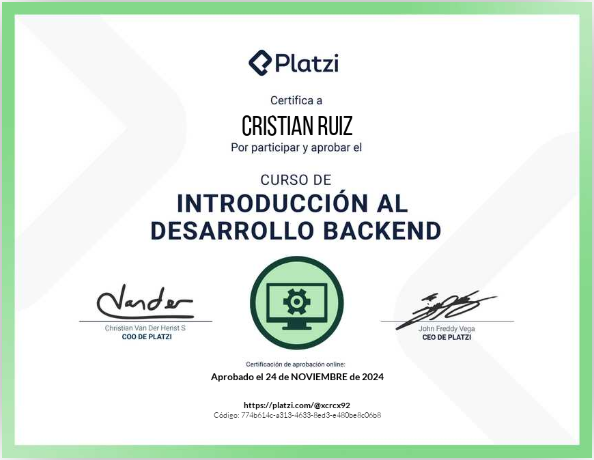 Platzi
Certifica a
CRISTIAN RUIZ
Por participar y aprobar el
CURSO DE
INTRODUCCIÓN AL
DESARROLLO BACKEND
Christian Van Der Henst S
COO DE PLATZI
John Freddy Vega
CEO DE PLATZI
Certificación de aprobación online:
Aprobado el 24 de NOVIEMBRE de 2024
https://platzi.com/@xcrcx92
Código: 774b614c-a313-4633-8ed3-e480be8c06b8